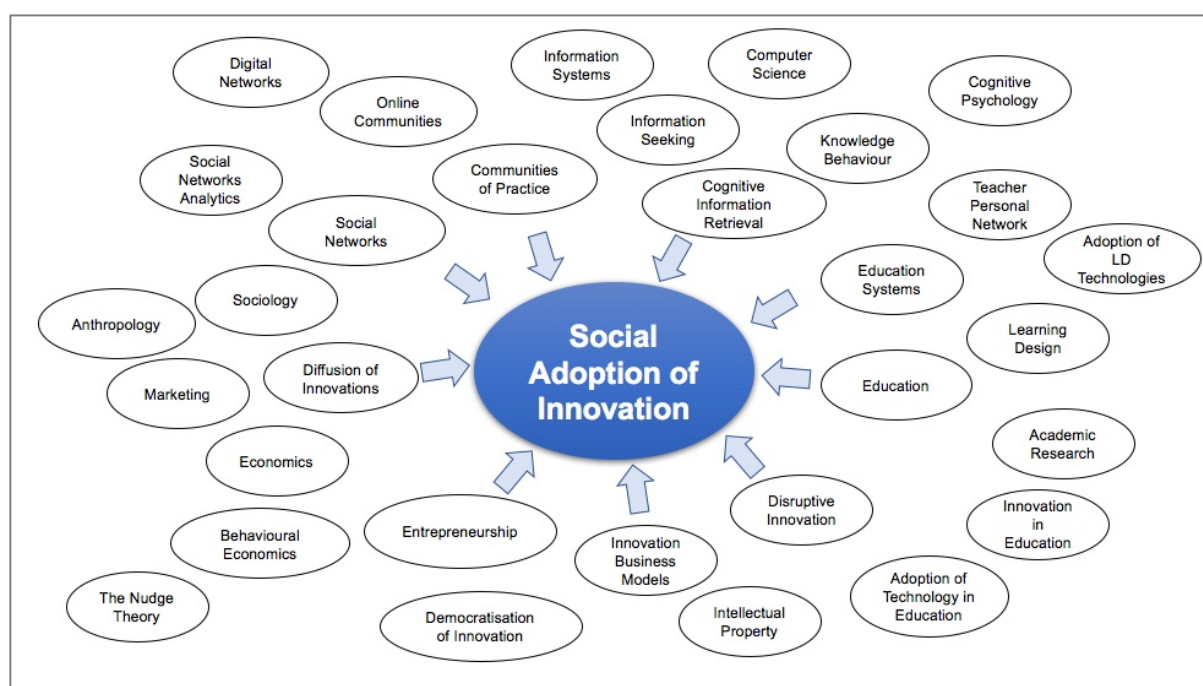 Digital
Networks
Information
Systems
Computer
Science
Cognitive
Psychology
Online
Communities
Information
Seeking
Knowledge
Behaviour
Social
Networks
Analytics
Communities
of Practice
Cognitive
Information
Retrieval
Teacher
Personal
Network
Social
Networks
Adoption of
LD
Technologies
Sociology
Education
Systems
Anthropology
Learning
Design
Social
Adoption of
Innovation
Marketing
Diffusion of
Innovations
Education
Economics
Academic
Research
Entrepreneurship
Disruptive
Innovation
Innovation
in
Education
Behavioural
Economics
Innovation
Business
Models
The Nudge
Theory
Democratisation
of Innovation
Intellectual
Property
Adoption of
Technology in
Education